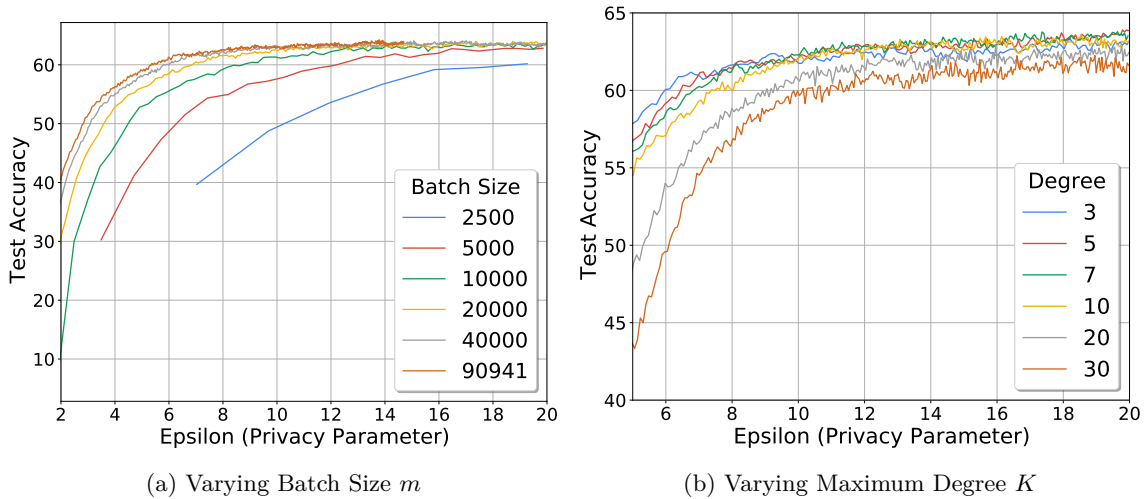 Test Accuracy
60
50
40
30
20
10
2 4 6 8 10 12 14 16 18 20
Epsilon (Privacy Parameter)
Batch Size
2500
5000
10000
20000
40000
90941
(a) Varying Batch Size m
Test Accuracy
65
60
55
50
45
40
6 8 10 12 14 16 18 20
Epsilon (Privacy Parameter)
Degree
3
5
7
10
20
30
(b) Varying Maximum Degree K